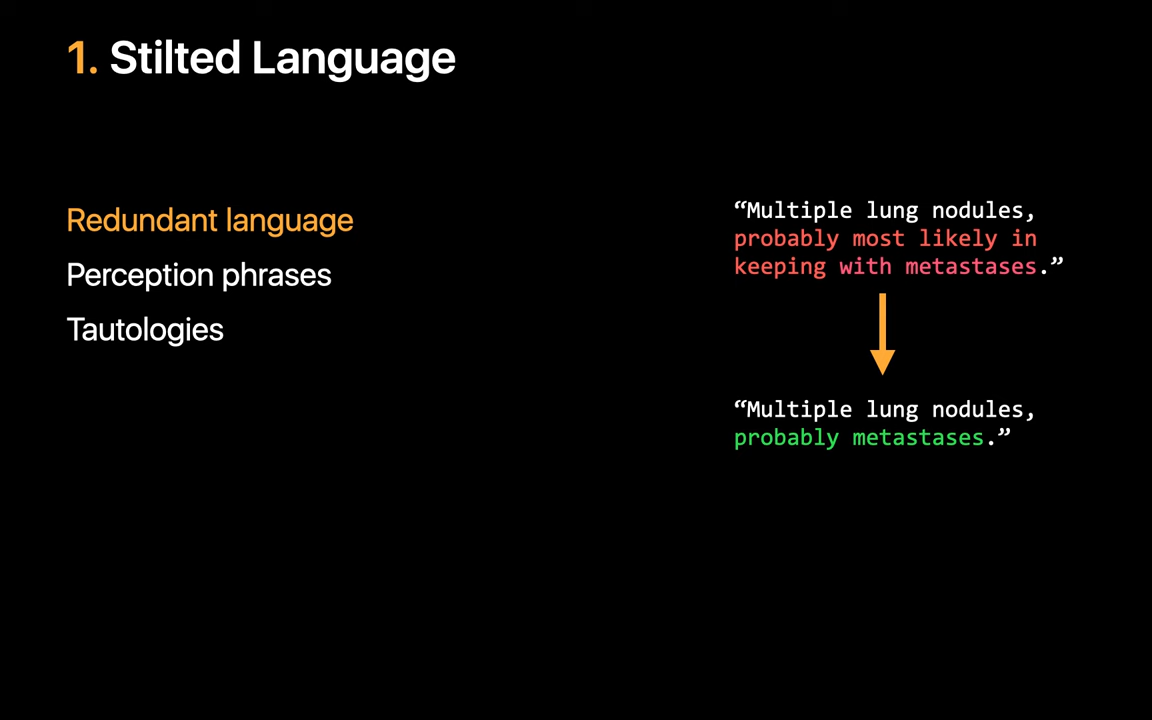 1. Stilted Language
Redundant language
Perception phrases
Tautologies
“Multiple lung nodules,
probably most likely in
keeping with metastases.”
“Multiple lung nodules,
probably metastases.”